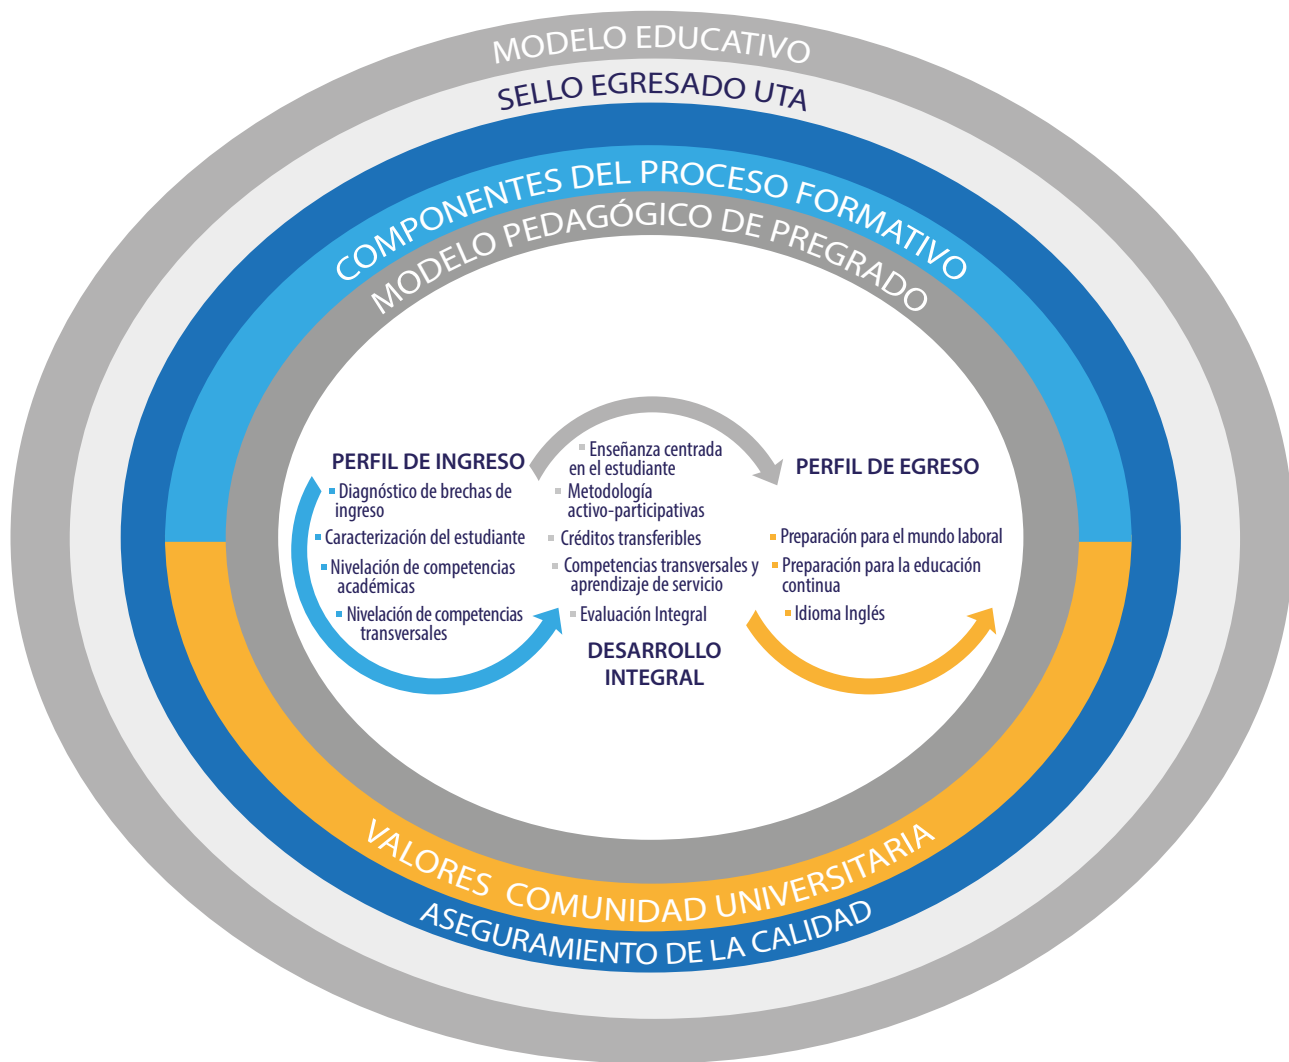 MODELO EDUCATIVO
SELLO EGRESADO UTA
COMPONENTES DEL PROCESO FORMATIVO
MODELO PEDAGÓGICO DE PREGRADO
PERFIL DE INGRESO
Diagnóstico de brechas de
ingreso
Caracterización del estudiante
Nivelación de competencias
académicas
Nivelación de competencias
transversales
Enseñanza centrada
en el estudiante
Metodología
activo-participativas
Créditos transferibles
Competencias transversales y
aprendizaje de servicio
Evaluación Integral
DESARROLLO
INTEGRAL
PERFIL DE EGRESO
Preparación para el mundo laboral
Preparación para la educación
continua
Idioma Inglés
VALORES COMUNIDAD UNIVERSITARIA
ASEGURAMIENTO DE LA CALIDAD